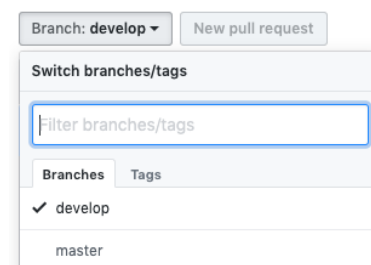 Branch: develop New pull request
Switch branches/tags
Filter branches/tags
Branches Tags
develop
master